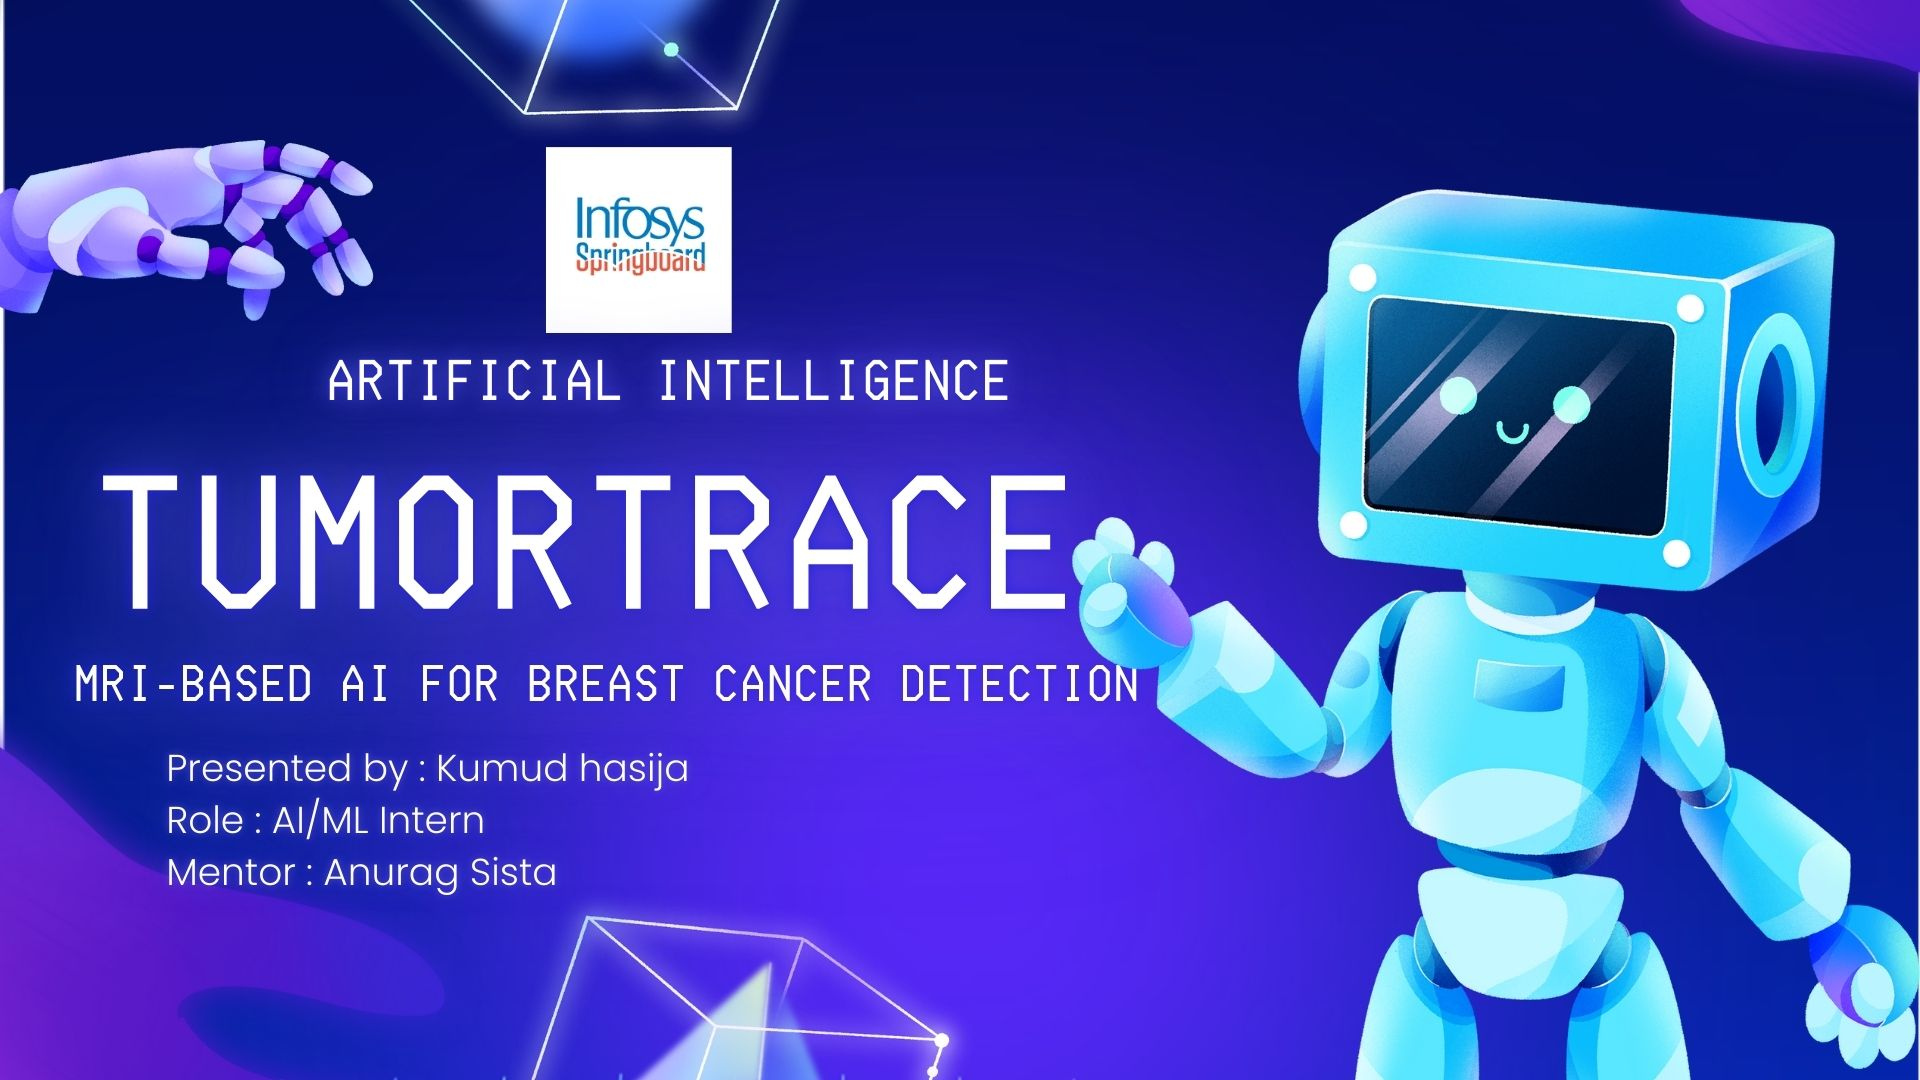 Infosys
Springboard
ARTIFICIAL INTELLIGENCE
TUMORTRACE
MRI-BASED AI FOR BREAST CANCER DETECTION
Presented by : Kumud hasija
Role : AI/ML Intern
Mentor : Anurag Sista